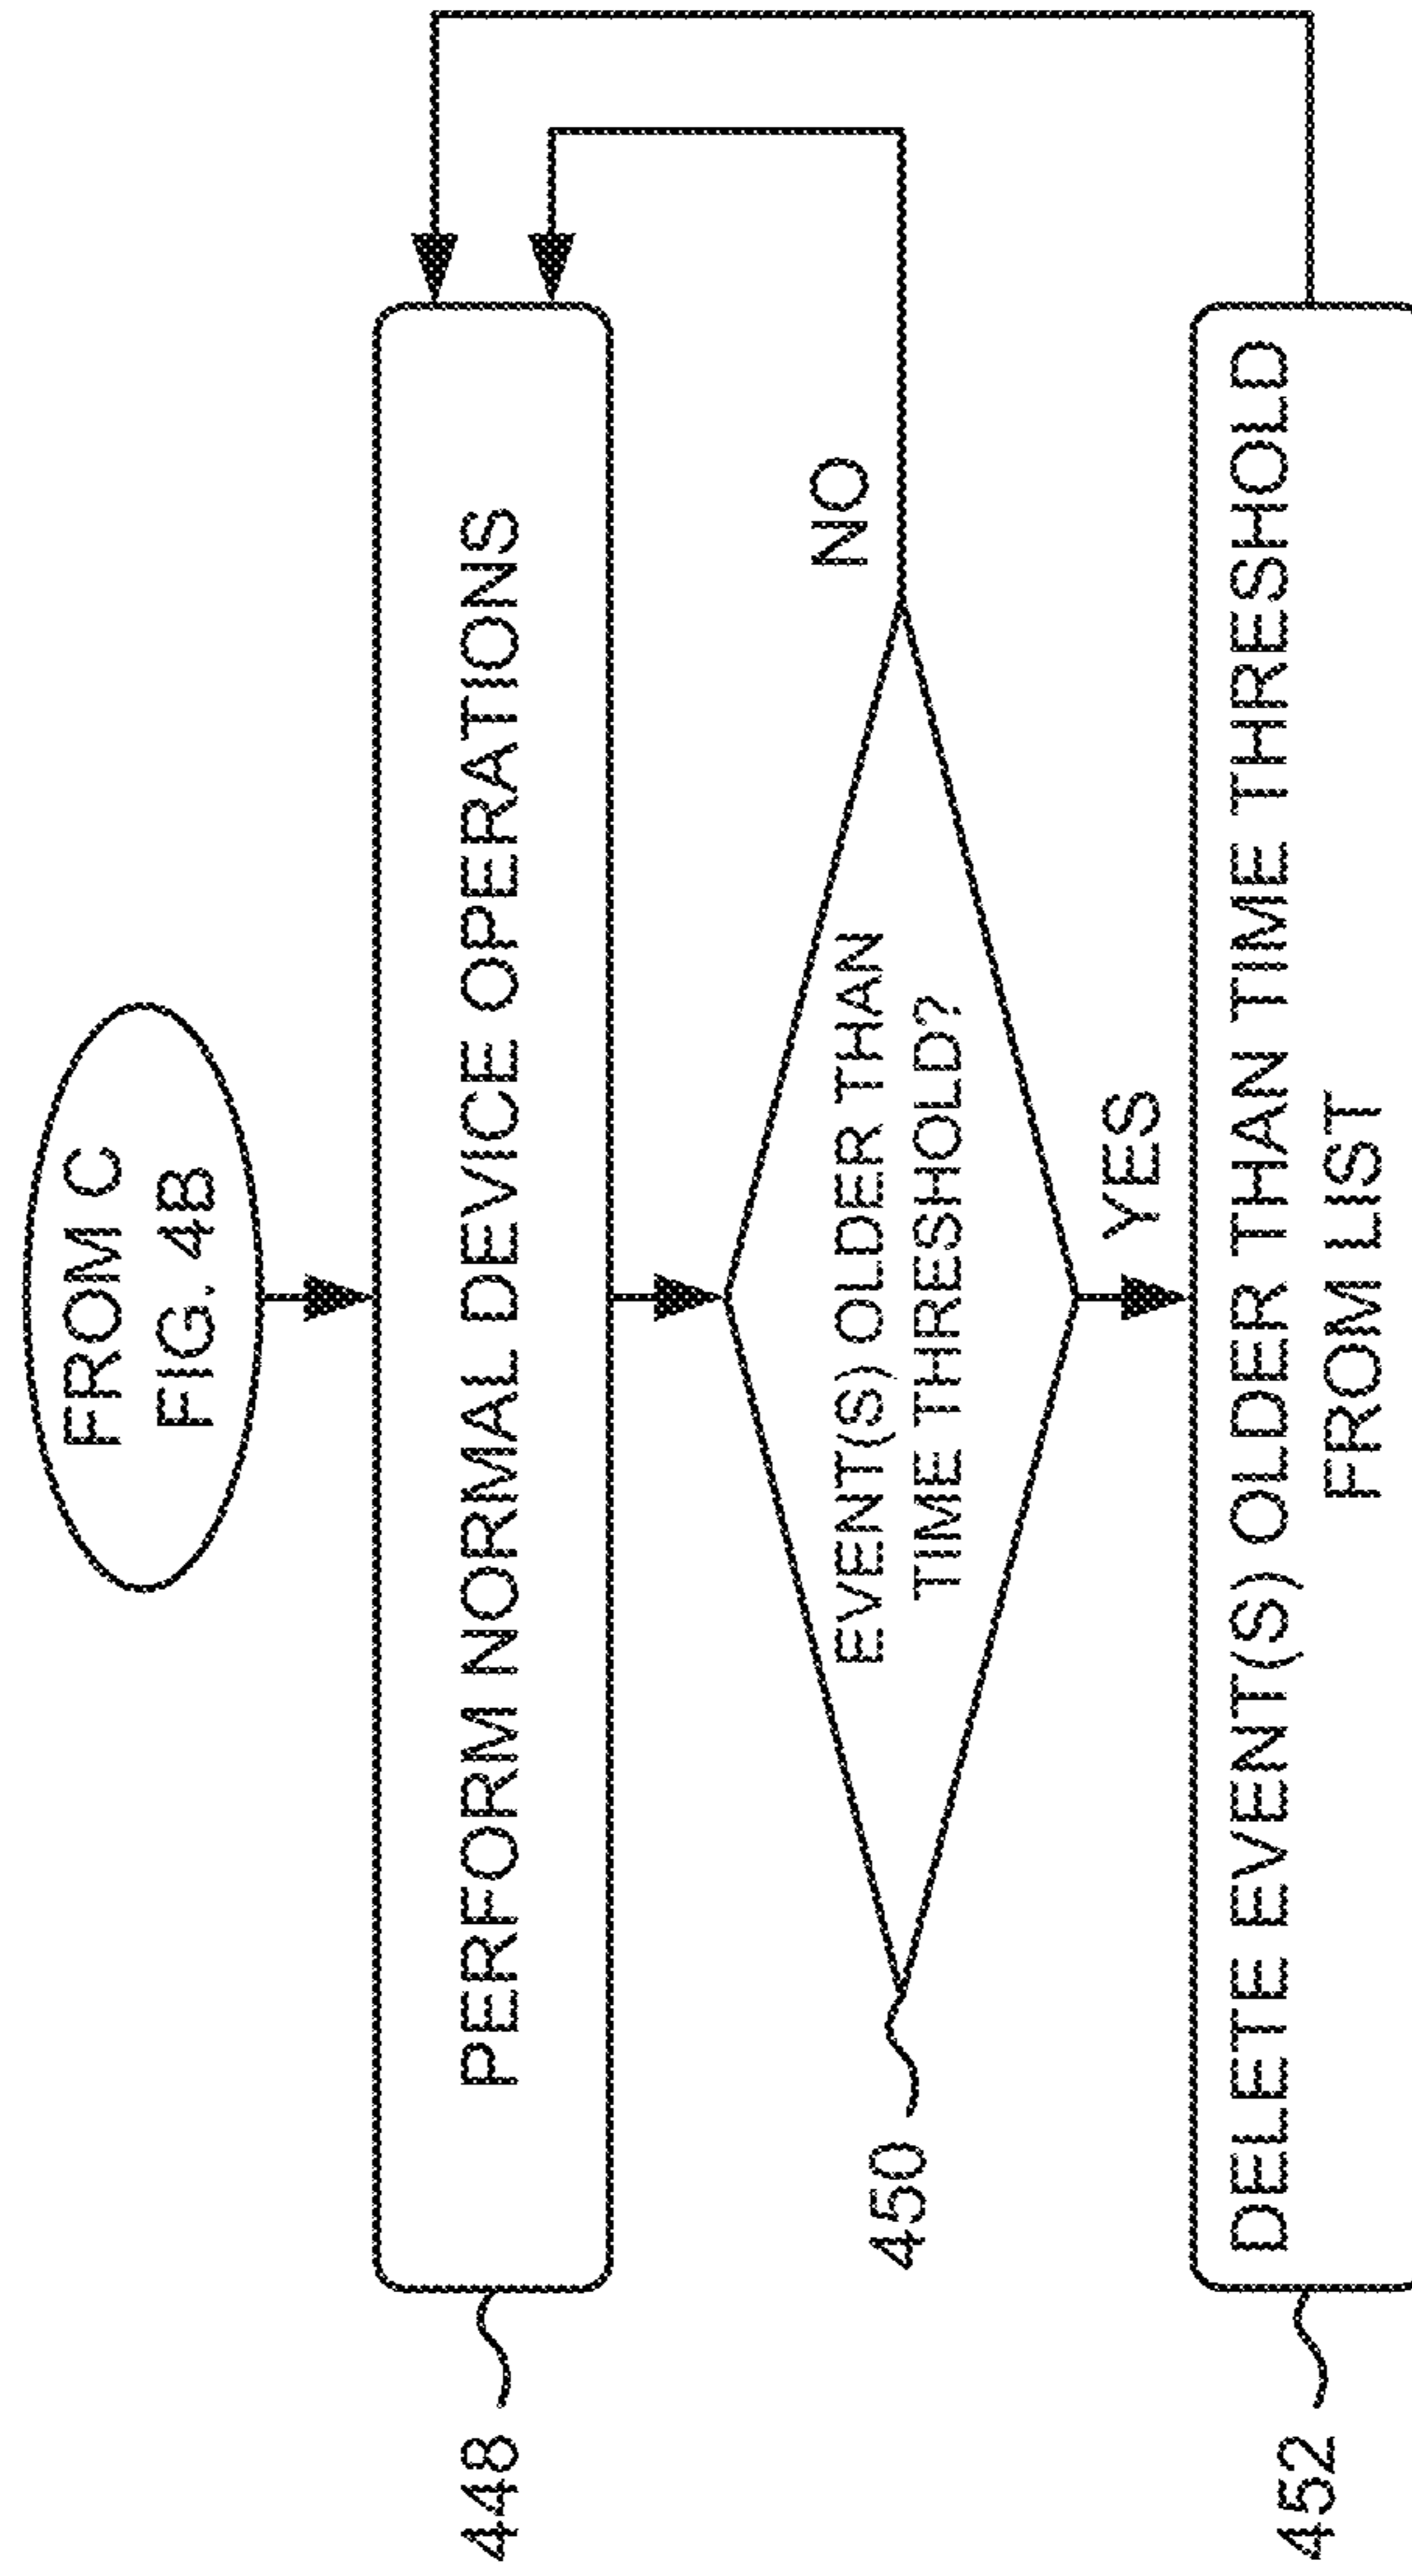 FROM C
FIG. 4B
448
PERFORM NORMAL DEVICE OPERATIONS
450
EVENT(S) OLDER THAN
TIME THRESHOLD?
NO
YES
452
DELETE EVENT(S) OLDER THAN TIME THRESHOLD
FROM LIST